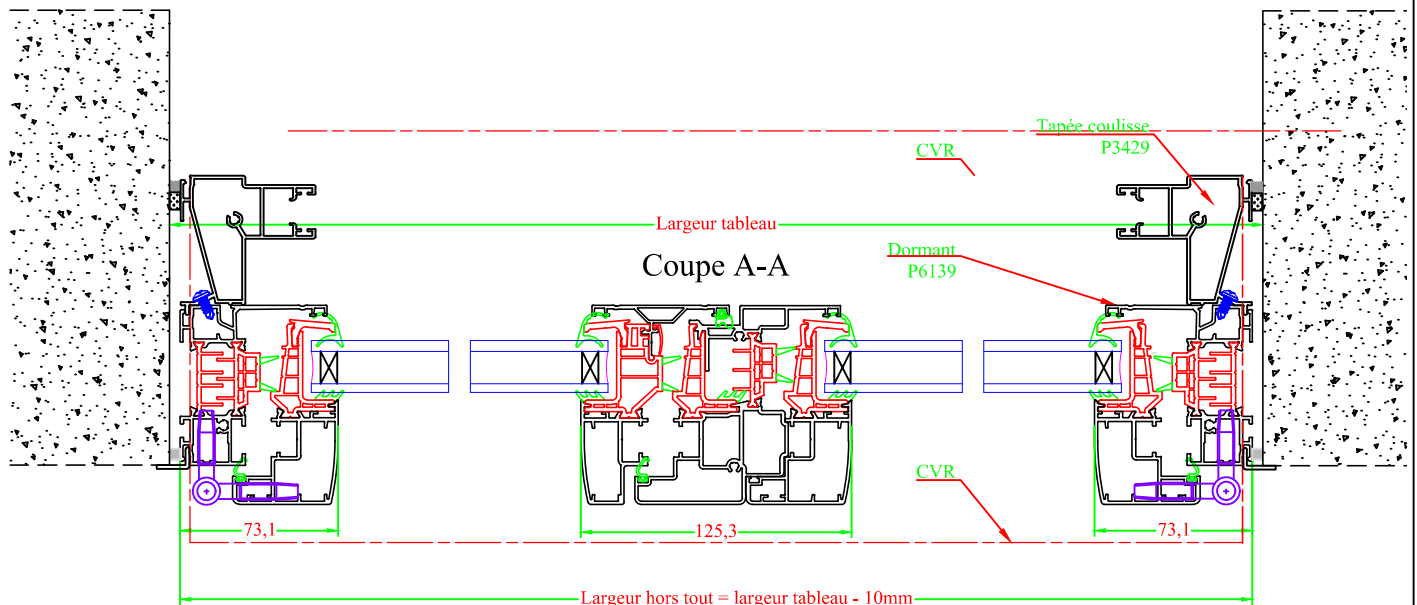 Tapée coulisse
P3429
CVR
Largeur tableau
Coupe A-A
Dormant
P6139
CVR
73,1
125,3
73,1
Largeur hors tout = largeur tableau - 10mm